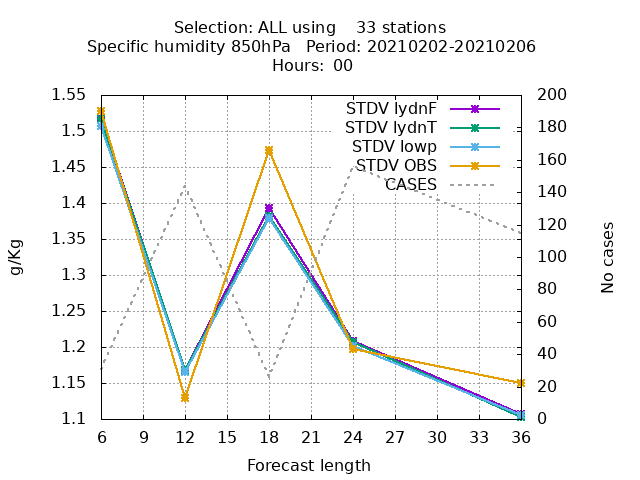 Selection: ALL using    33 stations
Specific humidity 850hPa   Period: 20210202-20210206
Hours:  00
STDV lydnF
STDV lydnT
STDV lowp
STDV OBS
CASES
1.55
1.5
1.45
1.4
1.35
1.3
1.25
1.2
1.15
1.1
g/Kg
200
180
160
140
120
100
80
60
40
20
0
No cases
6 9 12 15 18 21 24 27 30 33 36
Forecast length